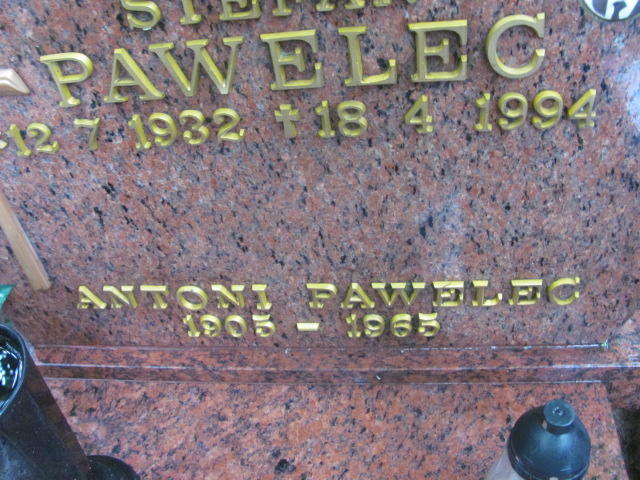 PAWELEC
12 7 1932 † 18 4 1994
ANTONI PAWELEC
1905 – 1965